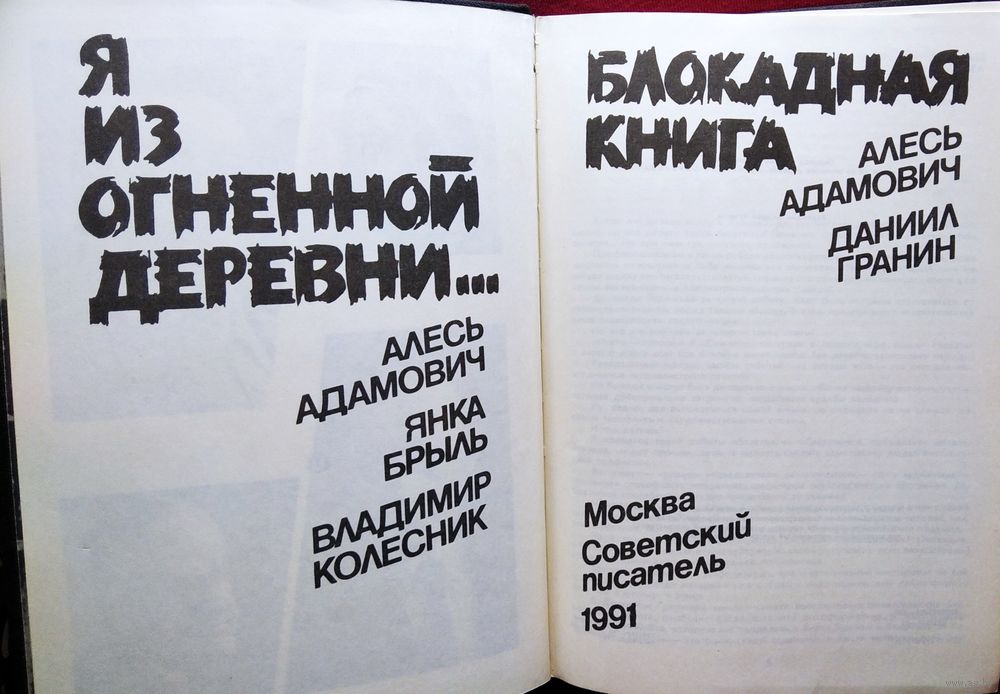 Я
ИЗ
ОГНЕННОЙ
ДЕРЕВНИ...
АЛЕСЬ
АДАМОВИЧ
ЯНКА
БРЫЛЬ
ВЛАДИМИР
КОЛЕСНИК
БЛОКАДНАЯ
КНИГА
АЛЕСЬ
АДАМОВИЧ
ДАНИИЛ
ГРАНИН
Москва
Советский
писатель
1991